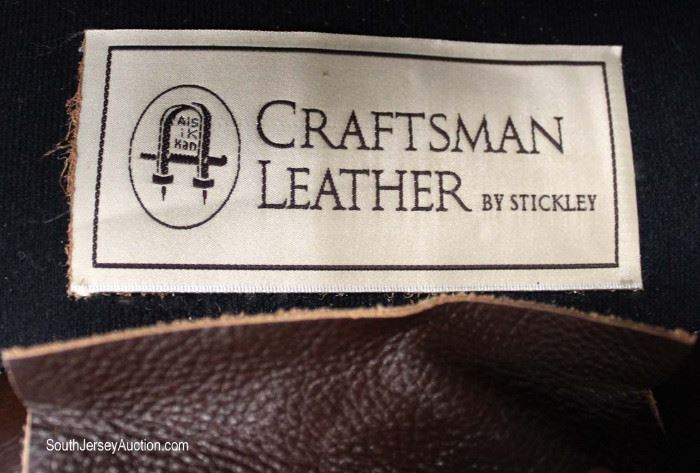 AlS
iK
Kan
CRAFTSMAN
LEATHER BY STICKLEY
SouthJerseyAuction.com